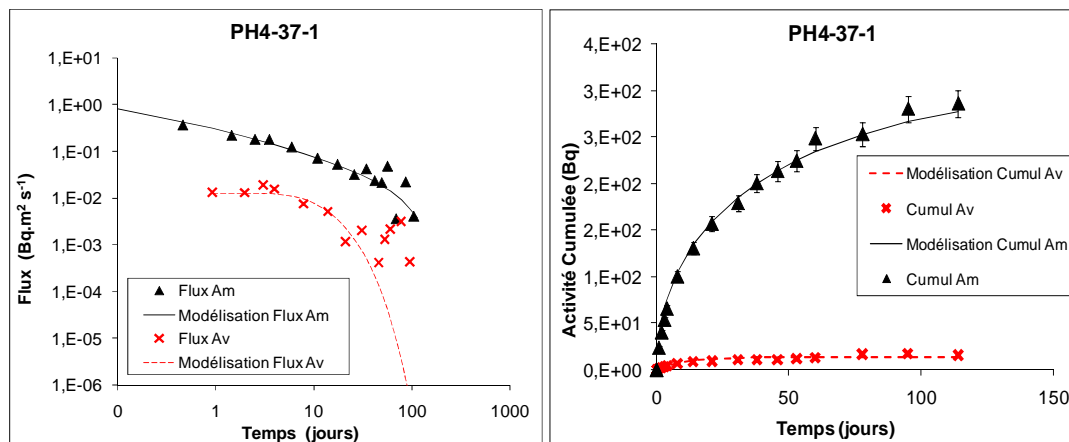 PH4-37-1
1,E+01
1,E+00
1,E-01
1,E-02
1,E-03
1,E-04
1,E-05
1,E-06
Flux (Bq.m² s⁻¹)
Flux Am
Modélisation Flux Am
Flux Av
Modélisation Flux Av
0 1 10 100 1000
Temps (jours)
PH4-37-1
4,E+02
3,E+02
3,E+02
2,E+02
2,E+02
1,E+02
5,E+01
0,E+00
Activité Cumulée (Bq)
Modélisation Cumul Av
Cumul Av
Modélisation Cumul Am
Cumul Am
0 50 100 150
Temps (jours)